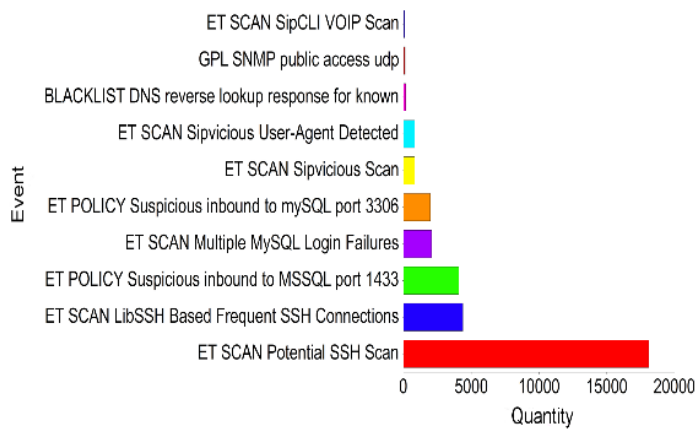 ET SCAN SipCLI VOIP Scan
GPL SNMP public access udp
BLACKLIST DNS reverse lookup response for known
ET SCAN Sipvicious User-Agent Detected
ET SCAN Sipvicious Scan
ET POLICY Suspicious inbound to mySQL port 3306
ET SCAN Multiple MySQL Login Failures
ET POLICY Suspicious inbound to MSSQL port 1433
ET SCAN LibSSH Based Frequent SSH Connections
ET SCAN Potential SSH Scan
Event
0 5000 10000 15000 20000
Quantity